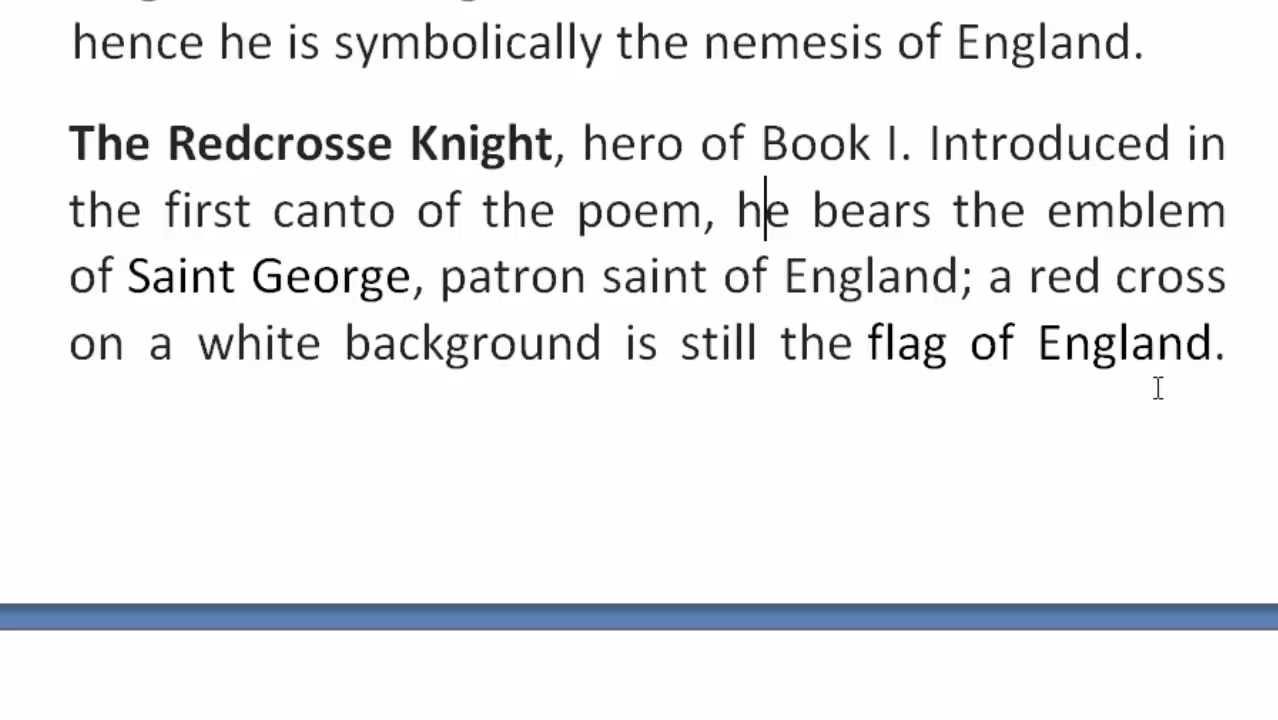 hence he is symbolically the nemesis of England.
The Redcrosse Knight, hero of Book I. Introduced in
the first canto of the poem, he bears the emblem
of Saint George, patron saint of England; a red cross
on a white background is still the flag of England.